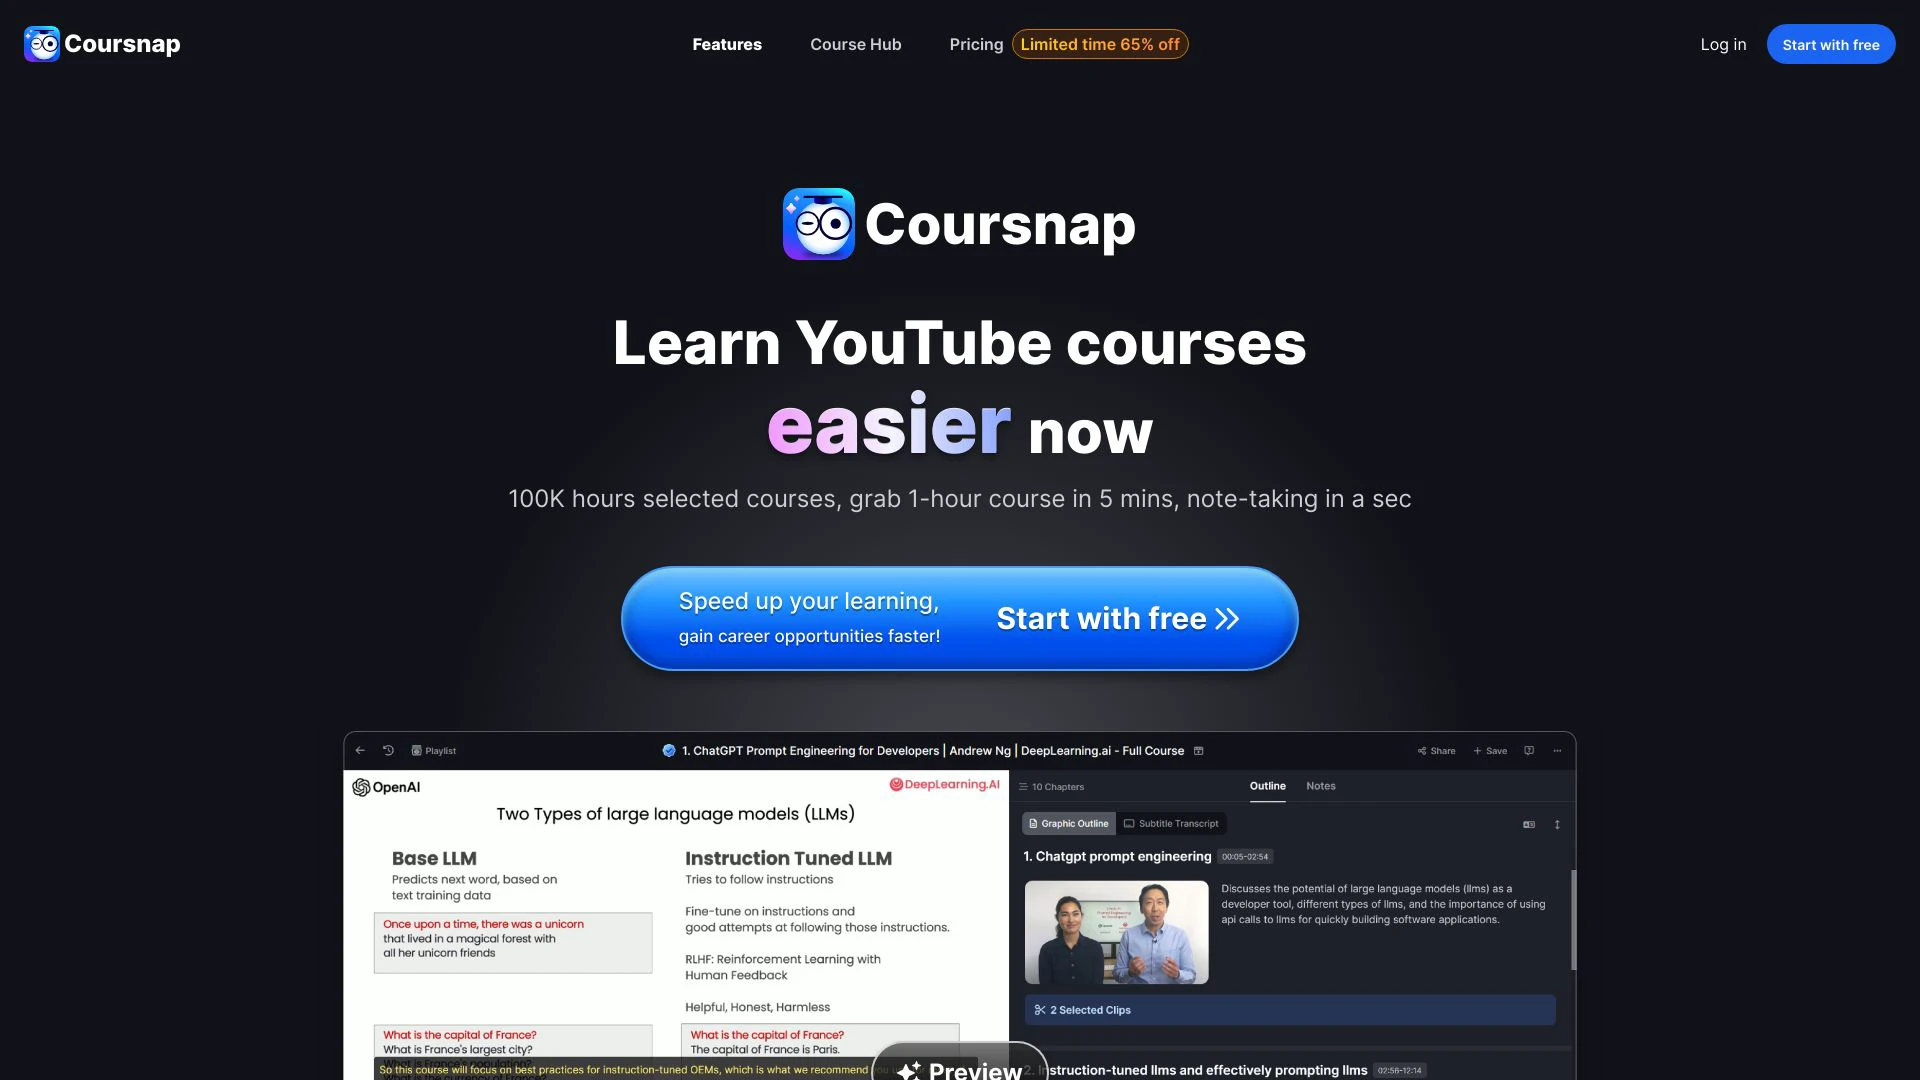 Coursnap
Features
Course Hub
Pricing
Limited time 65% off
Log in
Start with free
Coursnap
Learn YouTube courses
easier now
100K hours selected courses, grab 1-hour course in 5 mins, note-taking in a sec
Speed up your learning,
gain career opportunities faster!
Start with free
Playlist
1. ChatGPT Prompt Engineering for Developers | Andrew Ng | DeepLearning.ai - Full Course
Share
Save
OpenAI
DeepLearning.AI
Two Types of large language models (LLMs)
Base LLM
Predicts next word, based on
text training data
Once upon a time, there was a unicorn
that lived in a magical forest with
all her unicorn friends
What is the capital of France?
What is France's largest city?
What is France's population?
What is the currency of France?
Instruction Tuned LLM
Tries to follow instructions
Fine-tune on instructions and
good attempts at following those instructions.
RLHF: Reinforcement Learning with
Human Feedback
Helpful, Honest, Harmless
What is the capital of France?
The capital of France is Paris.
So this course will focus on best practices for instruction-tuned OEMs, which is what we recommend you
10 Chapters
Outline
Notes
Graphic Outline
Subtitle Transcript
1. Chatgpt prompt engineering
00:05-02:54
Discusses the potential of large language models (llms) as a
developer tool, different types of llms, and the importance of using
api calls to llms for quickly building software applications.
2 Selected Clips
2. Instruction-tuned llms and effectively prompting llms
02:56-12:14
Preview